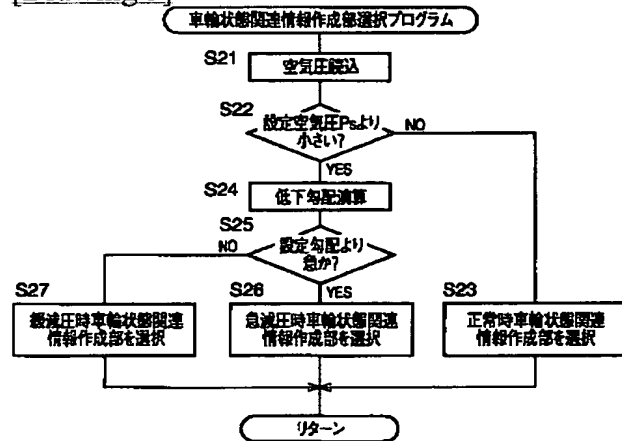 車輪状態関連情報作成部選択プログラム
S21
空気圧読込
S22
設定空気圧Psより
小さい?
NO
YES
S24
低下勾配演算
S25
設定勾配より
急か?
NO
YES
S27
緩減圧時車輪状態関連
情報作成部を選択
S26
急減圧時車輪状態関連
情報作成部を選択
S23
正常時車輪状態関連
情報作成部を選択
リターン